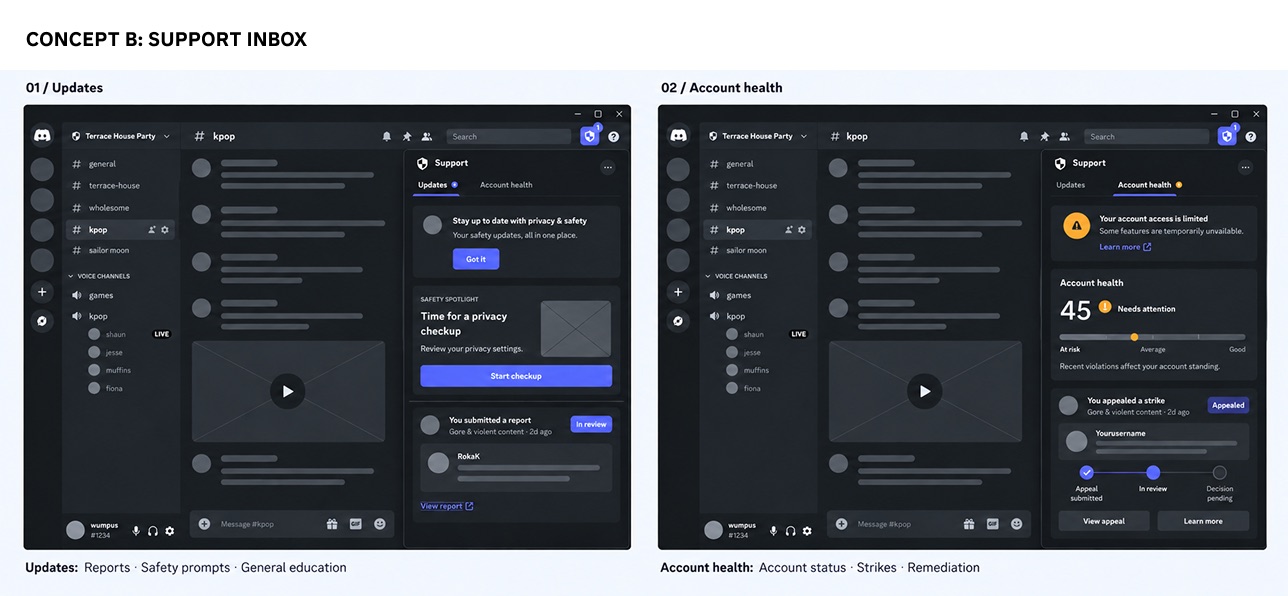 CONCEPT B: SUPPORT INBOX
01 / Updates
Terrace House Party
# kpop
Search
1
?
# general
# terrace-house
# wholesome
# kpop
# sailor moon
VOICE CHANNELS
games
kpop
shaun LIVE
jesse
muffins
fiona
wumpus
#1234
Message #kpop
GIF
Support
Updates
Account health
Stay up to date with privacy & safety
Your safety updates, all in one place.
Got it
SAFETY SPOTLIGHT
Time for a privacy
checkup
Review your privacy settings.
Start checkup
You submitted a report
Gore & violent content · 2d ago
In review
RokaK
View report
Updates: Reports · Safety prompts · General education
02 / Account health
Terrace House Party
# kpop
Search
1
?
# general
# terrace-house
# wholesome
# kpop
# sailor moon
VOICE CHANNELS
games
kpop
shaun LIVE
jesse
muffins
fiona
wumpus
#1234
Message #kpop
GIF
Support
Updates
Account health
Your account access is limited
Some features are temporarily unavailable.
Learn more
Account health
45 Needs attention
At risk Average Good
Recent violations affect your account standing.
You appealed a strike
Gore & violent content · 2d ago
Appealed
Yourusername
Appeal
submitted
In review
Decision
pending
View appeal
Learn more
Account health: Account status · Strikes · Remediation